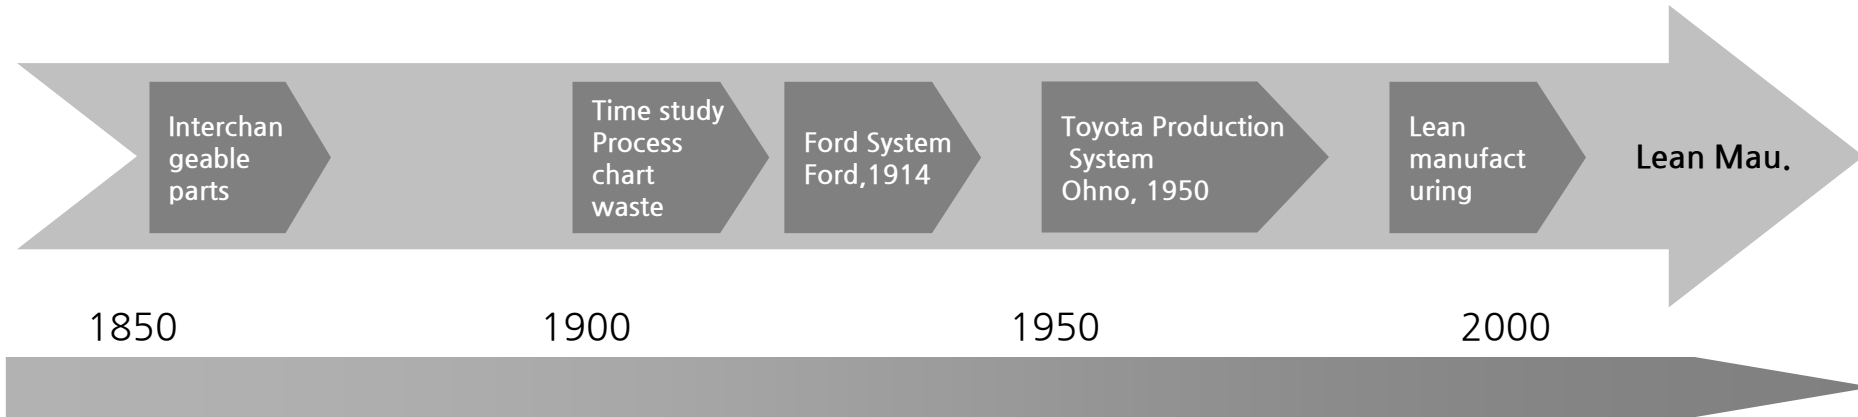 Interchan
geable
parts
Time study
Process
chart
waste
Ford System
Ford,1914
Toyota Production
System
Ohno, 1950
Lean
manufact
uring
Lean Mau.
1850
1900
1950
2000